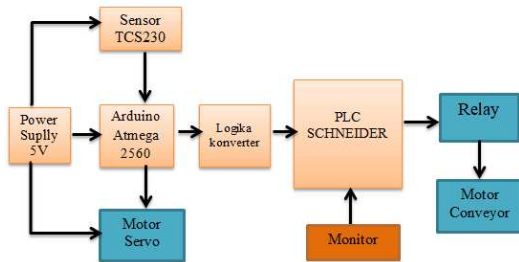 Sensor
TCS230
Power
Suplly
5V
Arduino
Atmega
2560
Logika
konverter
PLC
SCHNEIDER
Relay
Motor
Servo
Monitor
Motor
Conveyor